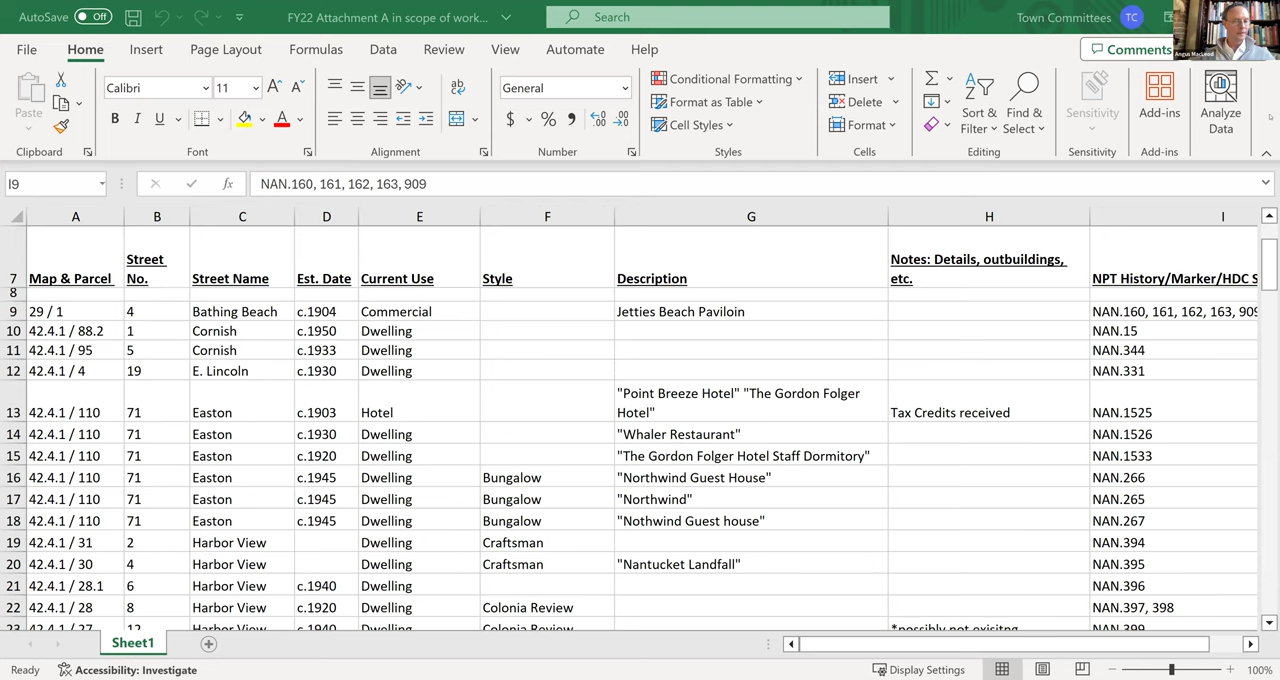 AutoSave Off FY22 Attachment A in scope of work... Search Town Committees TC
Angus MacLeod
File Home Insert Page Layout Formulas Data Review View Automate Help Comments
Paste Calibri 11 General Conditional Formatting Insert Sort & Find & Sensitivity Add-ins Analyze
B I U A $ % Format as Table Delete Filter Select Data
Cell Styles Format
Clipboard Font Alignment Number Styles Cells Editing Sensitivity Add-ins
I9 fx NAN.160, 161, 162, 163, 909
A B C D E F G H I
Street Notes: Details, outbuildings,
7 Map & Parcel No. Street Name Est. Date Current Use Style Description etc. NPT History/Marker/HDC S
8
9 29 / 1 4 Bathing Beach c.1904 Commercial Jetties Beach Paviloin NAN.160, 161, 162, 163, 909
10 42.4.1 / 88.2 1 Cornish c.1950 Dwelling NAN.15
11 42.4.1 / 95 5 Cornish c.1933 Dwelling NAN.344
12 42.4.1 / 4 19 E. Lincoln c.1930 Dwelling NAN.331
"Point Breeze Hotel" "The Gordon Folger
13 42.4.1 / 110 71 Easton c.1903 Hotel Hotel" Tax Credits received NAN.1525
14 42.4.1 / 110 71 Easton c.1930 Dwelling "Whaler Restaurant" NAN.1526
15 42.4.1 / 110 71 Easton c.1920 Dwelling "The Gordon Folger Hotel Staff Dormitory" NAN.1533
16 42.4.1 / 110 71 Easton c.1945 Dwelling Bungalow "Northwind Guest House" NAN.266
17 42.4.1 / 110 71 Easton c.1945 Dwelling Bungalow "Northwind" NAN.265
18 42.4.1 / 110 71 Easton c.1945 Dwelling Bungalow "Nothwind Guest house" NAN.267
19 42.4.1 / 31 2 Harbor View Dwelling Craftsman NAN.394
20 42.4.1 / 30 4 Harbor View Dwelling Craftsman "Nantucket Landfall" NAN.395
21 42.4.1 / 28.1 6 Harbor View c.1940 Dwelling NAN.396
22 42.4.1 / 28 8 Harbor View c.1920 Dwelling Colonia Review NAN.397, 398
23 42.4.1 / 27 12 Harbor View c.1940 Dwelling Colonia Review *possibly not exisitng NAN.399
Sheet1
Ready Accessibility: Investigate Display Settings 100%